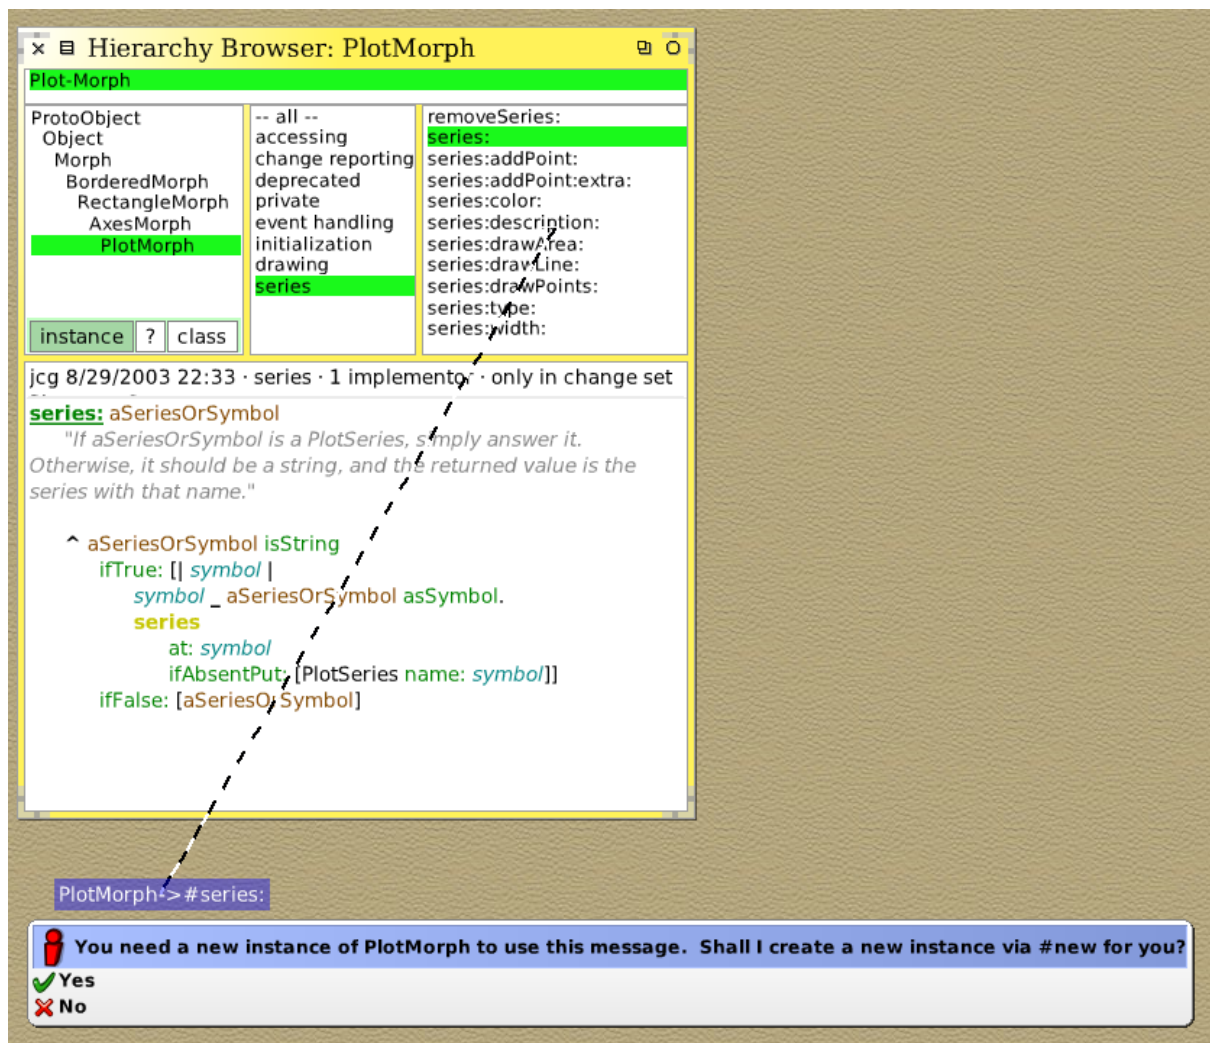 Hierarchy Browser: PlotMorph
Plot-Morph
ProtoObject
Object
Morph
BorderedMorph
RectangleMorph
AxesMorph
PlotMorph
instance
?
class
-- all --
accessing
change reporting
deprecated
private
event handling
initialization
drawing
series
removeSeries:
series:
series:addPoint:
series:addPoint:extra:
series:color:
series:description:
series:drawArea:
series:drawLine:
series:drawPoints:
series:type:
series:width:
jcg 8/29/2003 22:33 · series · 1 implementor · only in change set
series: aSeriesOrSymbol
"If aSeriesOrSymbol is a PlotSeries, simply answer it.
Otherwise, it should be a string, and the returned value is the
series with that name."
^ aSeriesOrSymbol isString
ifTrue: [| symbol |
symbol _ aSeriesOrSymbol asSymbol.
series
at: symbol
ifAbsentPut: [PlotSeries name: symbol]]
ifFalse: [aSeriesOrSymbol]
PlotMorph->#series:
You need a new instance of PlotMorph to use this message.  Shall I create a new instance via #new for you?
Yes
No